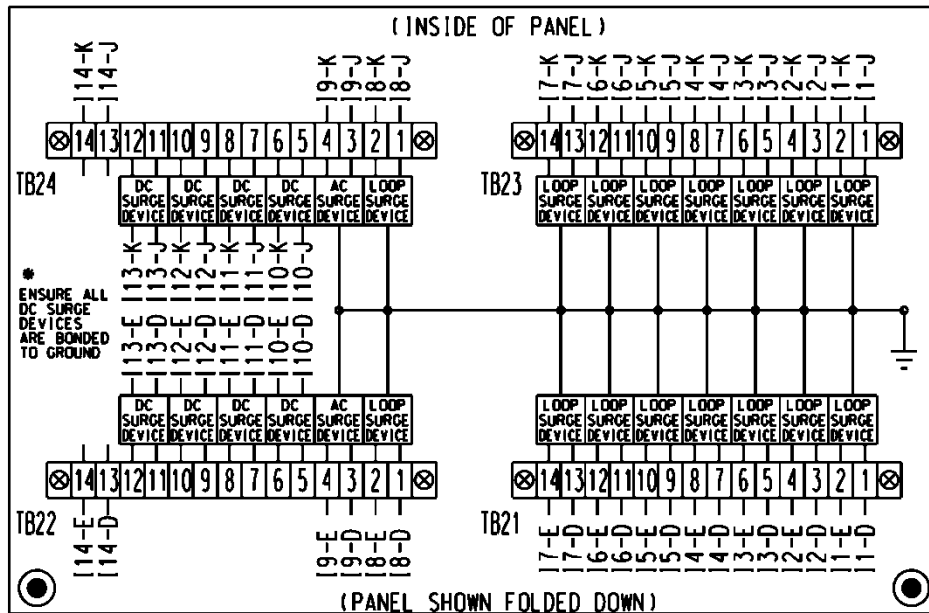 (INSIDE OF PANEL)
I14-K I14-J I9-K I9-J I8-K I8-J
I7-K I7-J I6-K I6-J I5-K I5-J I4-K I4-J I3-K I3-J I2-K I2-J I1-K I1-J
14 13 12 11 10 9 8 7 6 5 4 3 2 1
14 13 12 11 10 9 8 7 6 5 4 3 2 1
TB24
TB23
DC DC DC DC AC LOOP
SURGE SURGE SURGE SURGE SURGE SURGE
DEVICE DEVICE DEVICE DEVICE DEVICE DEVICE
LOOP LOOP LOOP LOOP LOOP LOOP LOOP
SURGE SURGE SURGE SURGE SURGE SURGE SURGE
DEVICE DEVICE DEVICE DEVICE DEVICE DEVICE DEVICE
I13-K I13-J I12-K I12-J I11-K I11-J I10-K I10-J
*
ENSURE ALL
DC SURGE
DEVICES
ARE BONDED
TO GROUND
I13-E I13-D I12-E I12-D I11-E I11-D I10-E I10-D
DC DC DC DC AC LOOP
SURGE SURGE SURGE SURGE SURGE SURGE
DEVICE DEVICE DEVICE DEVICE DEVICE DEVICE
LOOP LOOP LOOP LOOP LOOP LOOP LOOP
SURGE SURGE SURGE SURGE SURGE SURGE SURGE
DEVICE DEVICE DEVICE DEVICE DEVICE DEVICE DEVICE
14 13 12 11 10 9 8 7 6 5 4 3 2 1
14 13 12 11 10 9 8 7 6 5 4 3 2 1
TB22
TB21
I14-E I14-D I9-E I9-D I8-E I8-D
I7-E I7-D I6-E I6-D I5-E I5-D I4-E I4-D I3-E I3-D I2-E I2-D I1-E I1-D
(PANEL SHOWN FOLDED DOWN)